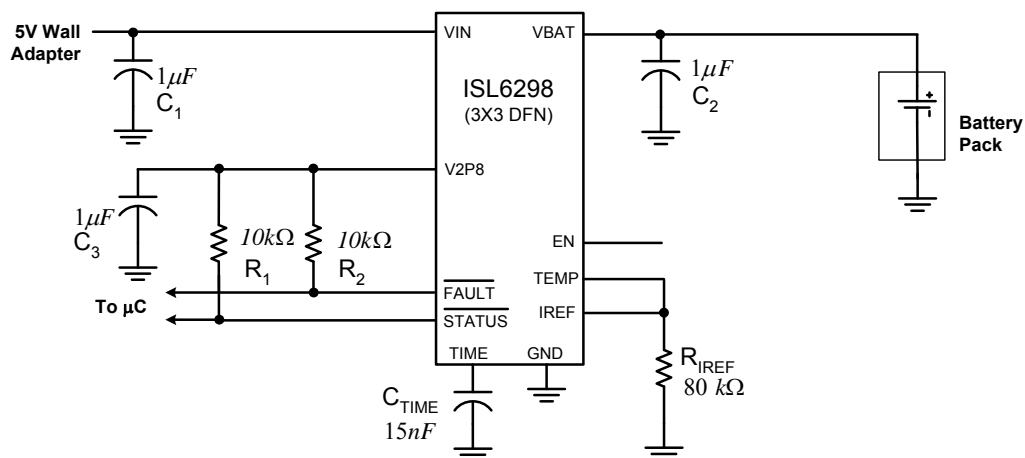 5V Wall
Adapter
VIN
VBAT
1μF
C1
ISL6298
(3X3 DFN)
1μF
C2
+
Battery
Pack
V2P8
1μF
C3
10kΩ
R1
10kΩ
R2
EN
TEMP
IREF
To μC
FAULT
STATUS
TIME
GND
CTIME
15nF
RIREF
80 kΩ